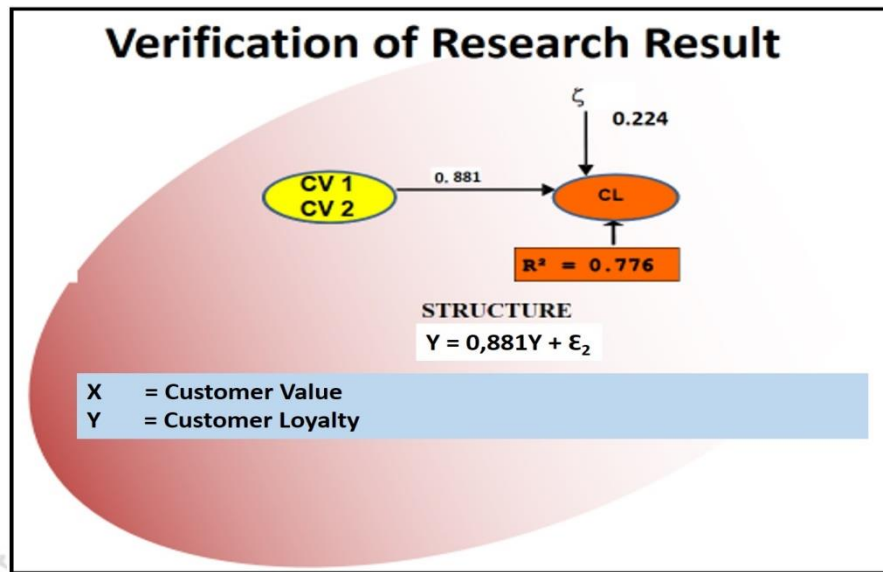 Verification of Research Result
ζ
0.224
0. 881
CV 1
CV 2
CL
R² = 0.776
STRUCTURE
Y = 0,881Y + Ɛ₂
X = Customer Value
Y = Customer Loyalty